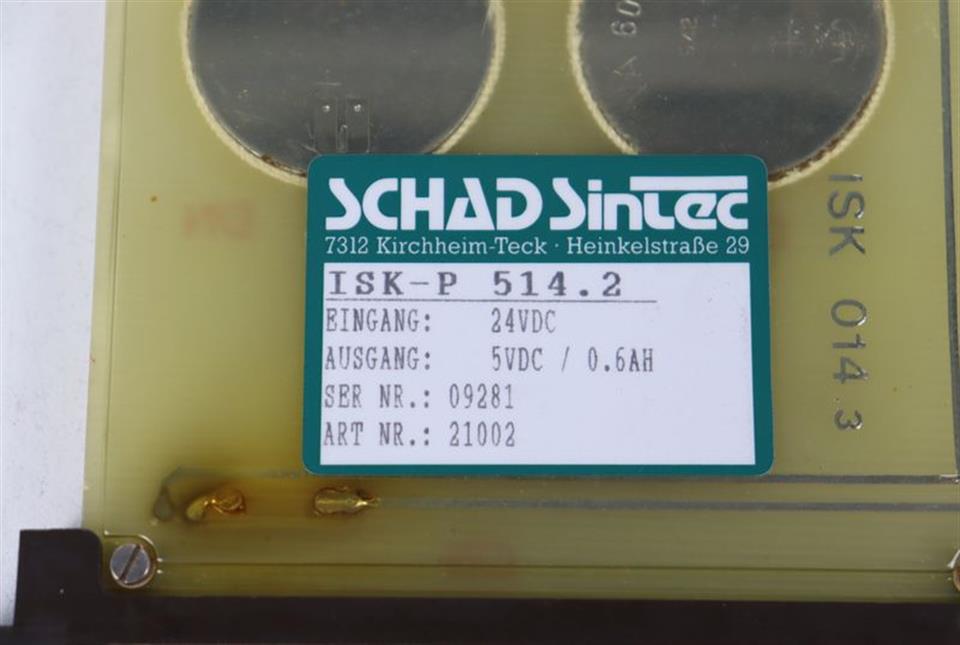 A 60
SCHAD Sintec
7312 Kirchheim-Teck · Heinkelstraße 29
ISK-P 514.2
EINGANG: 24VDC
AUSGANG: 5VDC / 0.6AH
SER NR.: 09281
ART NR.: 21002
ISK 014.3